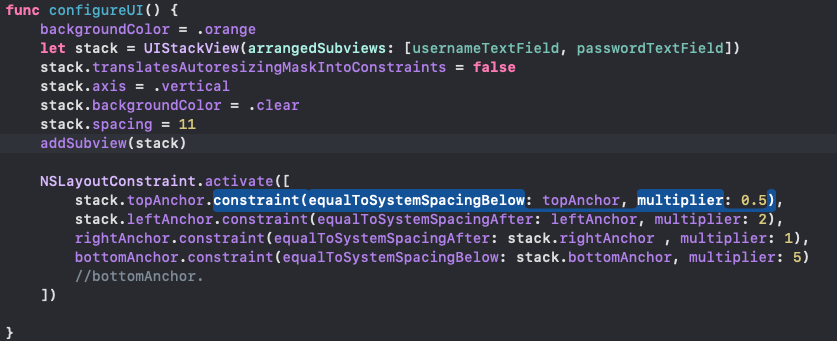 func configureUI() {
    backgroundColor = .orange
    let stack = UIStackView(arrangedSubviews: [usernameTextField, passwordTextField])
    stack.translatesAutoresizingMaskIntoConstraints = false
    stack.axis = .vertical
    stack.backgroundColor = .clear
    stack.spacing = 11
    addSubview(stack)
    NSLayoutConstraint.activate([
        stack.topAnchor.constraint(equalToSystemSpacingBelow: topAnchor, multiplier: 0.5),
        stack.leftAnchor.constraint(equalToSystemSpacingAfter: leftAnchor, multiplier: 2),
        rightAnchor.constraint(equalToSystemSpacingAfter: stack.rightAnchor , multiplier: 1),
        bottomAnchor.constraint(equalToSystemSpacingBelow: stack.bottomAnchor, multiplier: 5)
        //bottomAnchor.
    ])
}